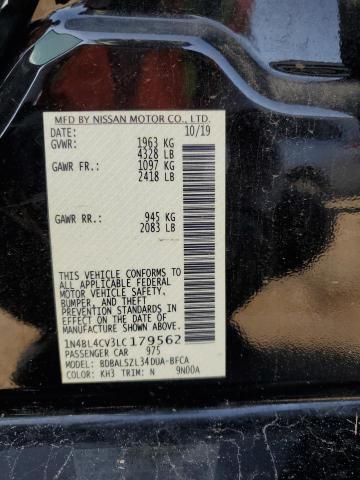 MFD BY NISSAN MOTOR CO., LTD.
DATE: 10/19
GVWR: 1963 KG
4328 LB
GAWR FR: 1097 KG
2418 LB
GAWR RR: 945 KG
2083 LB
THIS VEHICLE CONFORMS TO
ALL APPLICABLE FEDERAL
MOTOR VEHICLE SAFETY,
BUMPER, AND THEFT
PREVENTION STANDARDS
IN EFFECT ON THE DATE OF
MANUFACTURE SHOWN ABOVE.
1N4BL4CV3LC179562
PASSENGER CAR 975
MODEL: BDBALSZL34DUA-BFCA
COLOR: KH3 TRIM: N 9N00A